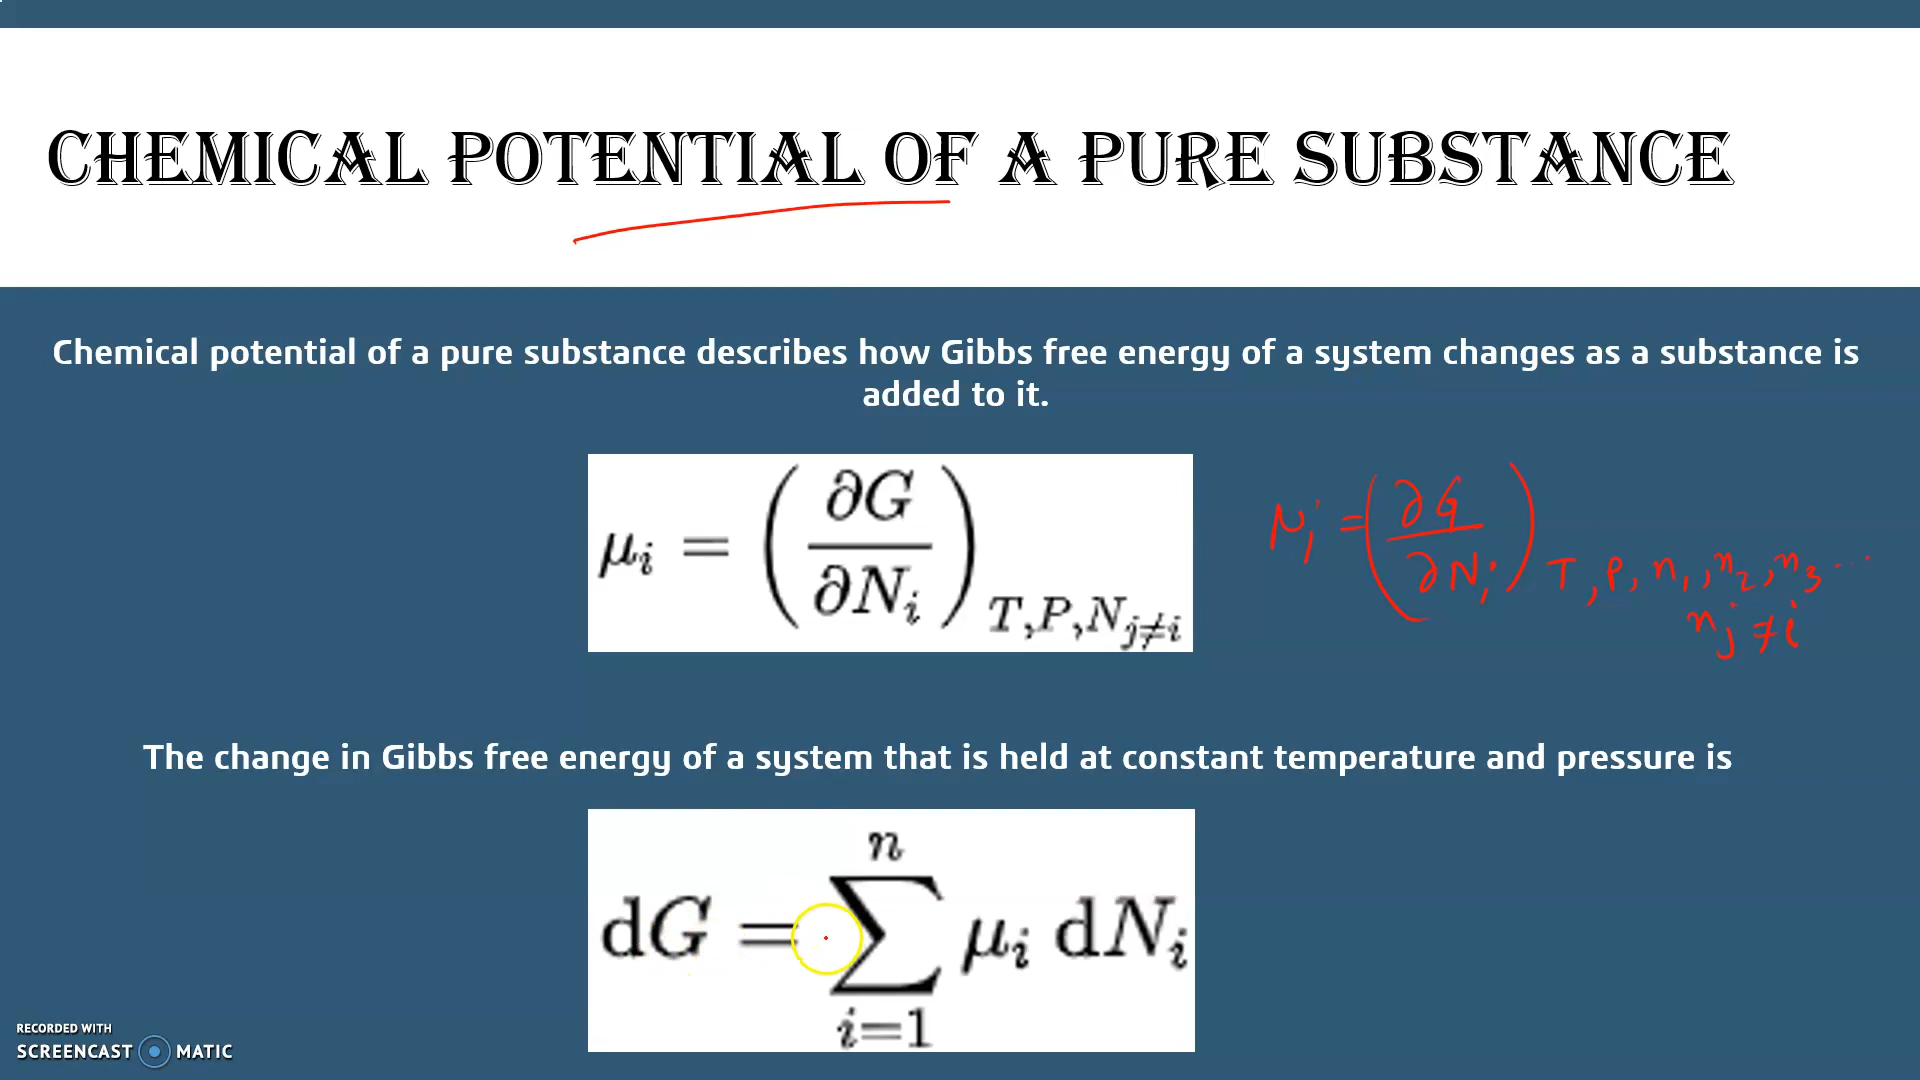 CHEMICAL POTENTIAL OF A PURE SUBSTANCE
Chemical potential of a pure substance describes how Gibbs free energy of a system changes as a substance is
added to it.
μᵢ = (∂G/∂Nᵢ) T,P,Nⱼ≠ᵢ
μᵢ = (∂G/∂Nᵢ) T, P, n₁, n₂, n₃ ...
nⱼ ≠ i
The change in Gibbs free energy of a system that is held at constant temperature and pressure is
n
dG = ∑ μᵢ dNᵢ
i=1
RECORDED WITH
SCREENCAST MATIC